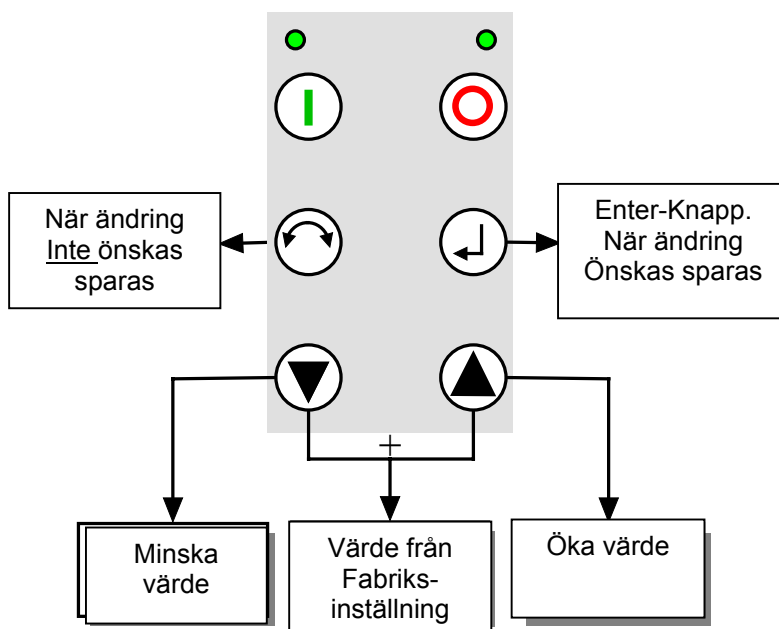 När ändring
Inte önskas
sparas
Enter-Knapp.
När ändring
Önskas sparas
+
Minska
värde
Värde från
Fabriks-
inställning
Öka värde